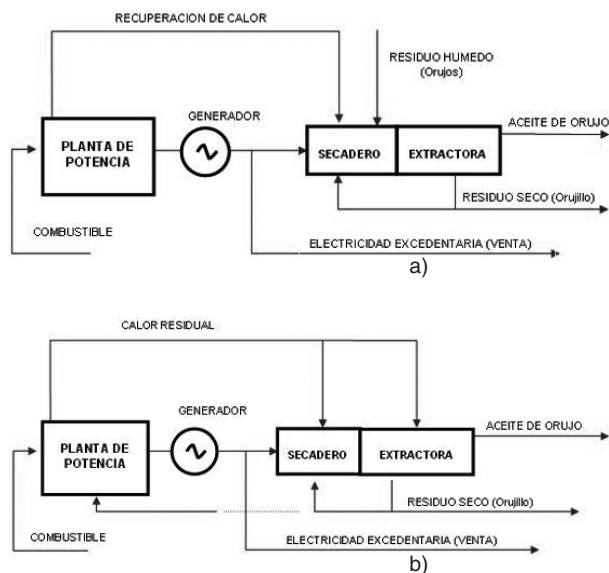 RECUPERACION DE CALOR
RESIDUO HUMEDO
(Orujos)
GENERADOR
ACEITE DE ORUJO
PLANTA DE
POTENCIA
SECADERO
EXTRACTORA
RESIDUO SECO (Orujillo)
COMBUSTIBLE
ELECTRICIDAD EXCEDENTARIA (VENTA)
a)
CALOR RESIDUAL
GENERADOR
ACEITE DE ORUJO
PLANTA DE
POTENCIA
SECADERO
EXTRACTORA
RESIDUO SECO (Orujillo)
COMBUSTIBLE
ELECTRICIDAD EXCEDENTARIA (VENTA)
b)